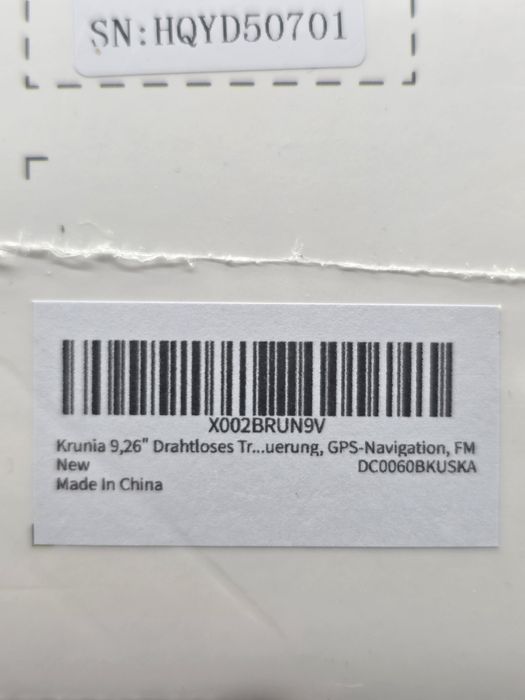 SN:HQYD50701
X002BRUN9V
Krunia 9,26" Drahtloses Tr...uerung, GPS-Navigation, FM
New DC0060BKUSKA
Made In China